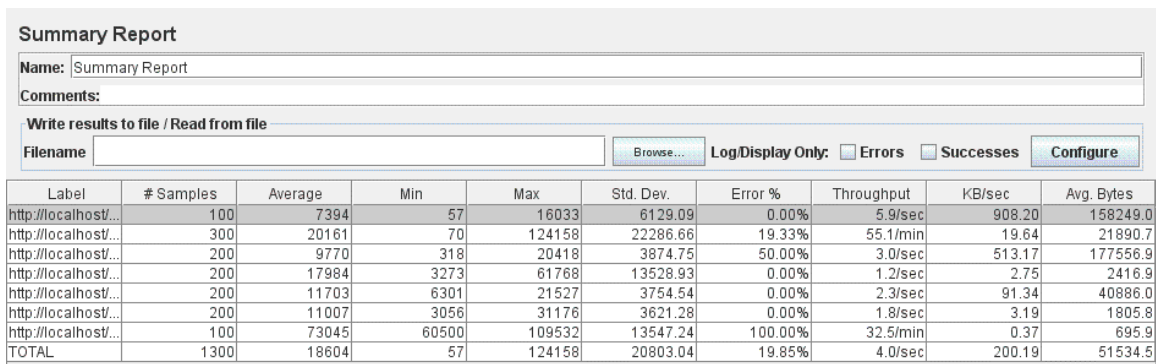 Summary Report
Name: Summary Report
Comments:
Write results to file / Read from file
Filename Browse... Log/Display Only: Errors Successes Configure
Label # Samples Average Min Max Std. Dev. Error % Throughput KB/sec Avg. Bytes
http://localhost/... 100 7394 57 16033 6129.09 0.00% 5.9/sec 908.20 158249.0
http://localhost/... 300 20161 70 124158 22286.66 19.33% 55.1/min 19.64 21890.7
http://localhost/... 200 9770 318 20418 3874.75 50.00% 3.0/sec 513.17 177556.9
http://localhost/... 200 17984 3273 61768 13528.93 0.00% 1.2/sec 2.75 2416.9
http://localhost/... 200 11703 6301 21527 3754.54 0.00% 2.3/sec 91.34 40886.0
http://localhost/... 200 11007 3056 31176 3621.28 0.00% 1.8/sec 3.19 1805.8
http://localhost/... 100 73045 60500 109532 13547.24 100.00% 32.5/min 0.37 695.9
TOTAL 1300 18604 57 124158 20803.04 19.85% 4.0/sec 200.19 51534.5